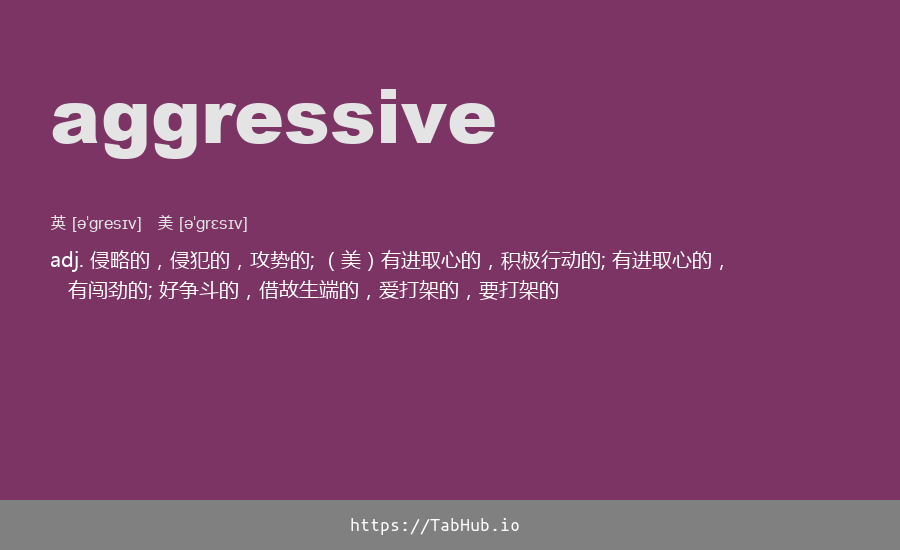 aggressive
英 [əˈgresɪv] 美 [əˈgrɛsɪv]
adj. 侵略的，侵犯的，攻势的; （美）有进取心的，积极行动的; 有进取心的，
有闯劲的; 好争斗的，借故生端的，爱打架的，要打架的
https://TabHub.io